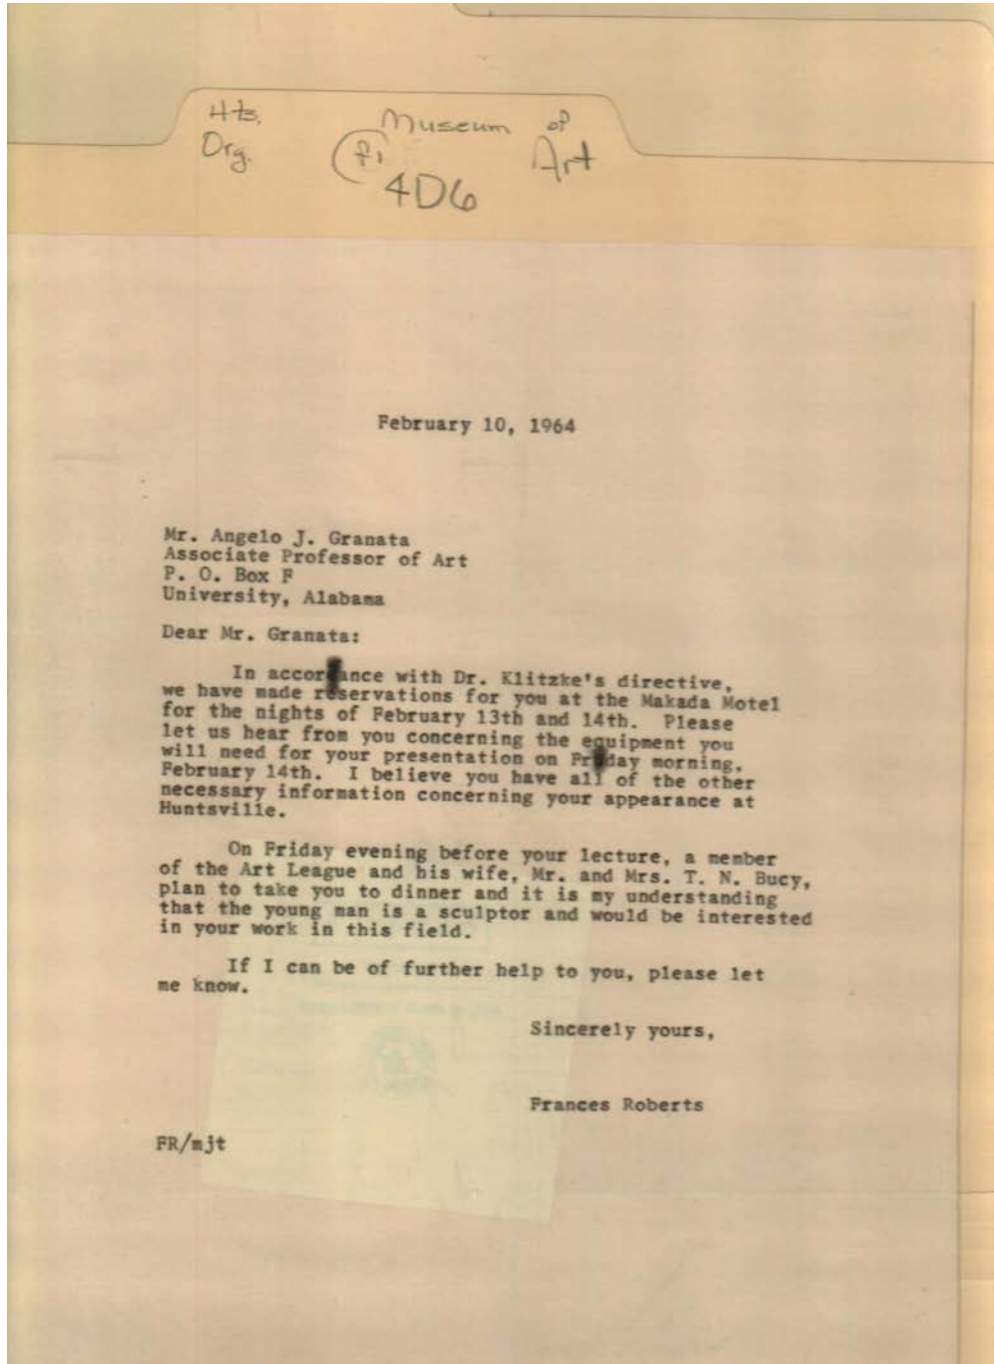 Hts. Museum of
Org. Art
4D6
February 10, 1964
Mr. Angelo J. Granata
Associate Professor of Art
P. O. Box F
University, Alabama
Dear Mr. Granata:
In accordance with Dr. Klitzke's directive,
we have made reservations for you at the Makada Motel
for the nights of February 13th and 14th. Please
let us hear from you concerning the equipment you
will need for your presentation on Friday morning,
February 14th. I believe you have all of the other
necessary information concerning your appearance at
Huntsville.
On Friday evening before your lecture, a member
of the Art League and his wife, Mr. and Mrs. T. N. Bucy,
plan to take you to dinner and it is my understanding
that the young man is a sculptor and would be interested
in your work in this field.
If I can be of further help to you, please let
me know.
Sincerely yours,
Frances Roberts
FR/mjt